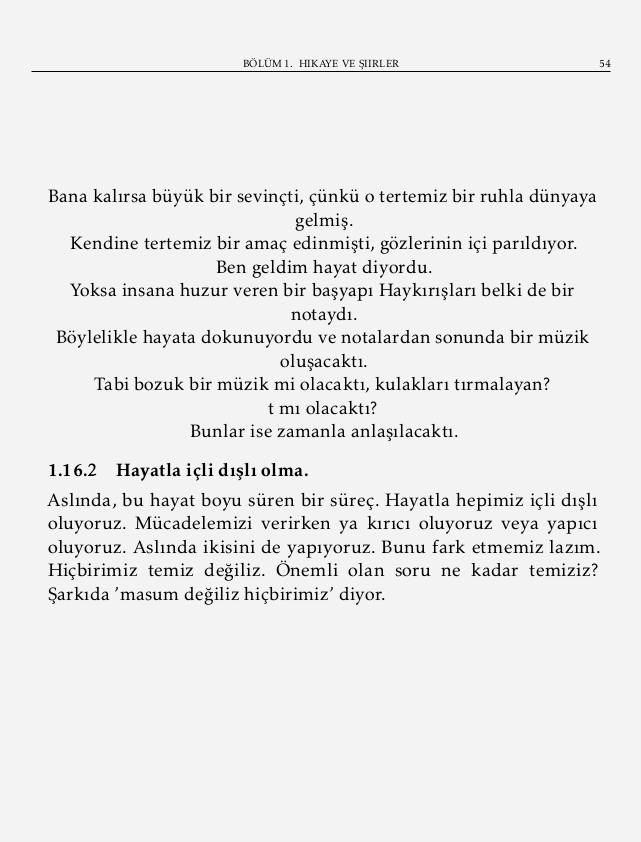 BÖLÜM 1. HIKAYE VE ŞIIRLER 54
Bana kalırsa büyük bir sevinçti, çünkü o tertemiz bir ruhla dünyaya
gelmiş.
Kendine tertemiz bir amaç edinmişti, gözlerinin içi parıldıyor.
Ben geldim hayat diyordu.
Yoksa insana huzur veren bir başyapı Haykırışları belki de bir
notaydı.
Böylelikle hayata dokunuyordu ve notalardan sonunda bir müzik
oluşacaktı.
Tabi bozuk bir müzik mi olacaktı, kulakları tırmalayan?
t mı olacaktı?
Bunlar ise zamanla anlaşılacaktı.
1.16.2 Hayatla içli dışlı olma.
Aslında, bu hayat boyu süren bir süreç. Hayatla hepimiz içli dışlı
oluyoruz. Mücadelemizi verirken ya kırıcı oluyoruz veya yapıcı
oluyoruz. Aslında ikisini de yapıyoruz. Bunu fark etmemiz lazım.
Hiçbirimiz temiz değiliz. Önemli olan soru ne kadar temiziz?
Şarkıda ’masum değiliz hiçbirimiz’ diyor.